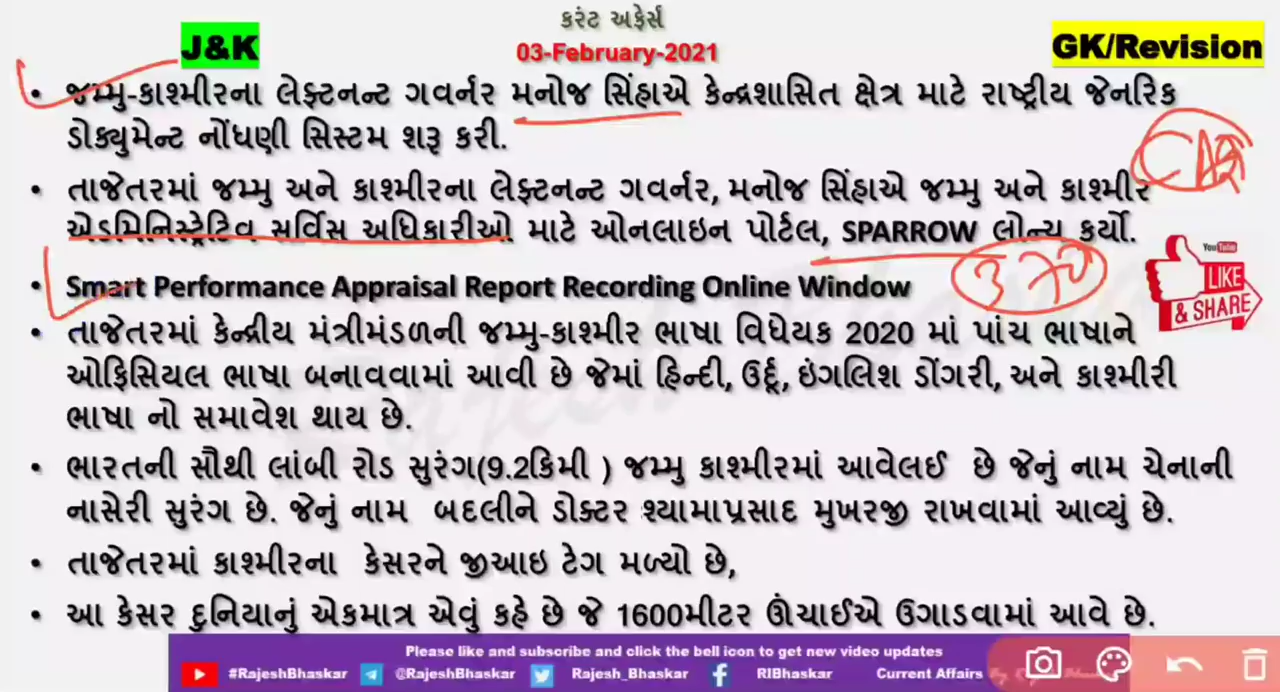 કરંટ અફેર્સ
J&K
03-February-2021
GK/Revision
• જમ્મુ-કાશ્મીરના લેફ્ટનન્ટ ગવર્નર મનોજ સિંહાએ કેન્દ્રશાસિત ક્ષેત્ર માટે રાષ્ટ્રીય જેનરિક
ડોક્યુમેન્ટ નોંધણી સિસ્ટમ શરૂ કરી.
• તાજેતરમાં જમ્મુ અને કાશ્મીરના લેફ્ટનન્ટ ગવર્નર, મનોજ સિંહાએ જમ્મુ અને કાશ્મીર
એડમિનિસ્ટ્રેટિવ સર્વિસ અધિકારીઓ માટે ઓનલાઇન પોર્ટલ, SPARROW લોન્ચ કર્યો.
• Smart Performance Appraisal Report Recording Online Window
370
YouTube
LIKE
& SHARE
• તાજેતરમાં કેન્દ્રીય મંત્રીમંડળની જમ્મુ-કાશ્મીર ભાષા વિધેયક 2020 માં પાંચ ભાષાને
ઓફિસિયલ ભાષા બનાવવામાં આવી છે જેમાં હિન્દી, ઉર્દૂ, ઇંગલિશ ડોંગરી, અને કાશ્મીરી
ભાષા નો સમાવેશ થાય છે.
• ભારતની સૌથી લાંબી રોડ સુરંગ(9.2કિમી ) જમ્મુ કાશ્મીરમાં આવેલઈ છે જેનું નામ ચેનાની
નાસેરી સુરંગ છે. જેનું નામ બદલીને ડોક્ટર શ્યામાપ્રસાદ મુખરજી રાખવામાં આવ્યું છે.
• તાજેતરમાં કાશ્મીરના કેસરને જીઆઇ ટેગ મળ્યો છે,
• આ કેસર દુનિયાનું એકમાત્ર એવું કહે છે જે 1600મીટર ઊંચાઈએ ઉગાડવામાં આવે છે.
Please like and subscribe and click the bell icon to get new video updates
#RajeshBhaskar @RajeshBhaskar Rajesh_Bhaskar RIBhaskar Current Affairs By